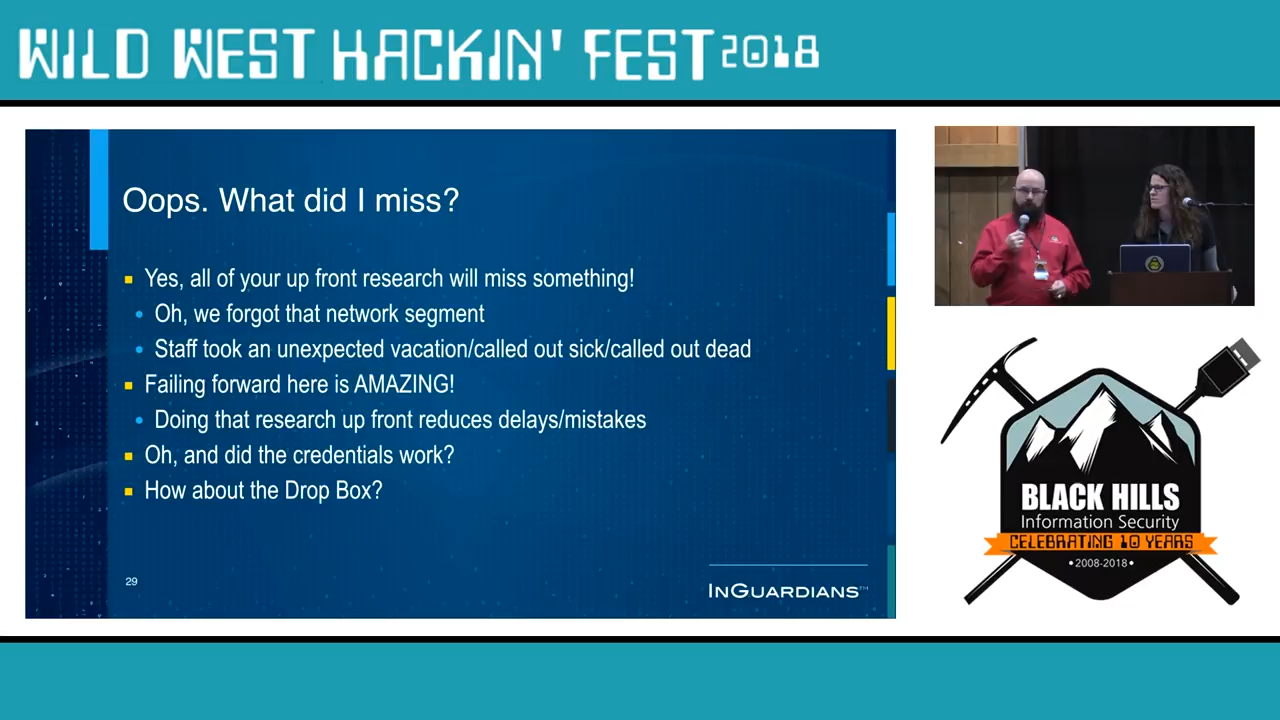 WILD WEST HACKIN' FEST 2018
Oops. What did I miss?
Yes, all of your up front research will miss something!
Oh, we forgot that network segment
Staff took an unexpected vacation/called out sick/called out dead
Failing forward here is AMAZING!
Doing that research up front reduces delays/mistakes
Oh, and did the credentials work?
How about the Drop Box?
29
INGUARDIANS
BLACK HILLS
Information Security
CELEBRATING 10 YEARS
•2008-2018•